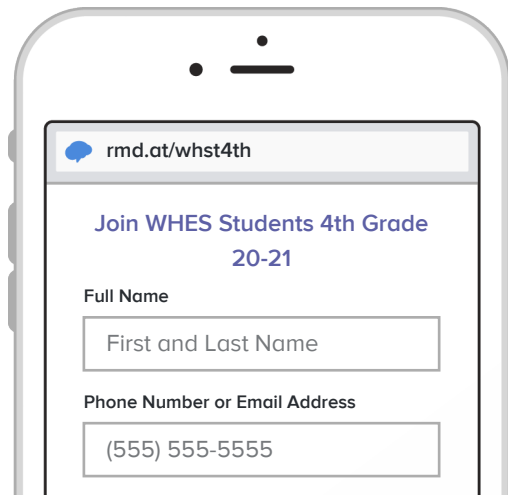 rmd.at/whst4th
Join WHES Students 4th Grade
20-21
Full Name
First and Last Name
Phone Number or Email Address
(555) 555-5555